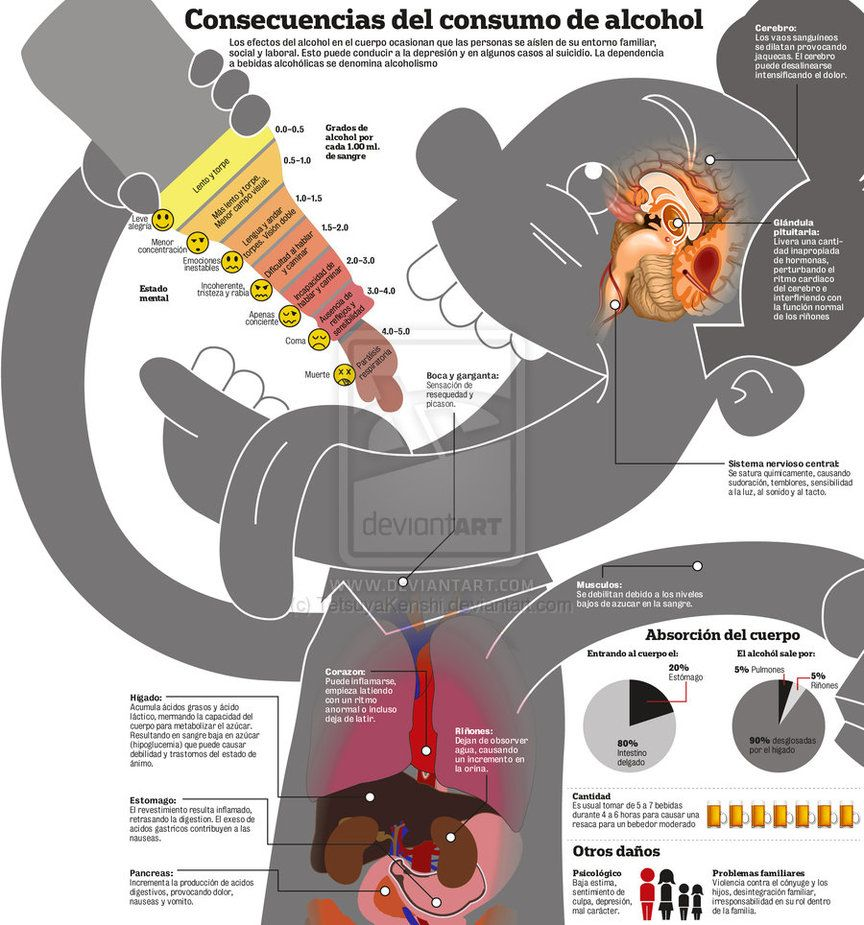 Consecuencias del consumo de alcohol
Los efectos del alcohol en el cuerpo ocasionan que las personas se aíslen de su entorno familiar,
social y laboral. Esto puede conducir a la depresión y en algunos casos al suicidio. La dependencia
a bebidas alcohólicas se denomina alcoholismo
Cerebro:
Los vaos sanguíneos
se dilatan provocando
jaquecas. El cerebro
puede desalinearse
intensificando el dolor.
0.0-0.5
0.5-1.0
1.0-1.5
1.5-2.0
2.0-3.0
3.0-4.0
4.0-5.0
Grados de
alcohol por
cada 1.00 ml.
de sangre
Lento y torpe
Más lento y torpe.
Menor campo visual.
Lengua y andar
torpes. Visión doble
Dificultad al hablar
y caminar
Incapacidad de
hablar y caminar
Ausencia de
reflejos y
sensibilidad
Parálisis
respiratoria
Leve
alegría
Menor
concentración
Emociones
inestables
Incoherente,
tristeza y rabia
Apenas
conciente
Coma
Muerte
Estado
mental
Glándula
pituitaria:
Livera una canti-
dad inapropiada
de hormonas,
perturbando el
ritmo cardiaco
del cerebro e
interfiriendo con
la función normal
de los riñones
Boca y garganta:
Sensación de
resequedad y
picason.
Sistema nervioso central:
Se satura quimicamente, causando
sudoración, temblores, sensibilidad
a la luz, al sonido y al tacto.
deviantART
WWW.DEVIANTART.COM
(c) TetsuyaKenshi.deviantart.com
Musculos:
Se debilitan debido a los niveles
bajos de azucar en la sangre.
Absorción del cuerpo
Entrando al cuerpo el:
20%
Estómago
80%
Intestino
delgado
El alcohól sale por:
5% Pulmones
5%
Riñones
90% desglosadas
por el hígado
Corazon:
Puede inflamarse,
empieza latiendo
con un ritmo
anormal o incluso
deja de latir.
Hígado:
Acumula ácidos grasos y ácido
láctico, mermando la capacidad del
cuerpo para metabolizar el azúcar.
Resultando en sangre baja en azúcar
(hipoglucemia) que puede causar
debilidad y trastornos del estado de
ánimo.
Riñones:
Dejan de observer
agua, causando
un incremento en
la orina.
Estomago:
El revestimiento resulta inflamado,
retrasando la digestion. El exeso de
acidos gastricos contribuyen a las
nauseas.
Pancreas:
Incrementa la producción de acidos
digestivos, provocando dolor,
nauseas y vomito.
Cantidad
Es usual tomar de 5 a 7 bebidas
durante 4 a 6 horas para causar una
resaca para un bebedor moderado
Otros daños
Psicológico
Baja estima,
sentimiento de
culpa, depresión,
mal carácter.
Problemas familiares
Violencia contra el cónyuge y los
hijos, desintegración familiar,
irresponsabilidad en su rol dentro
de la familia.